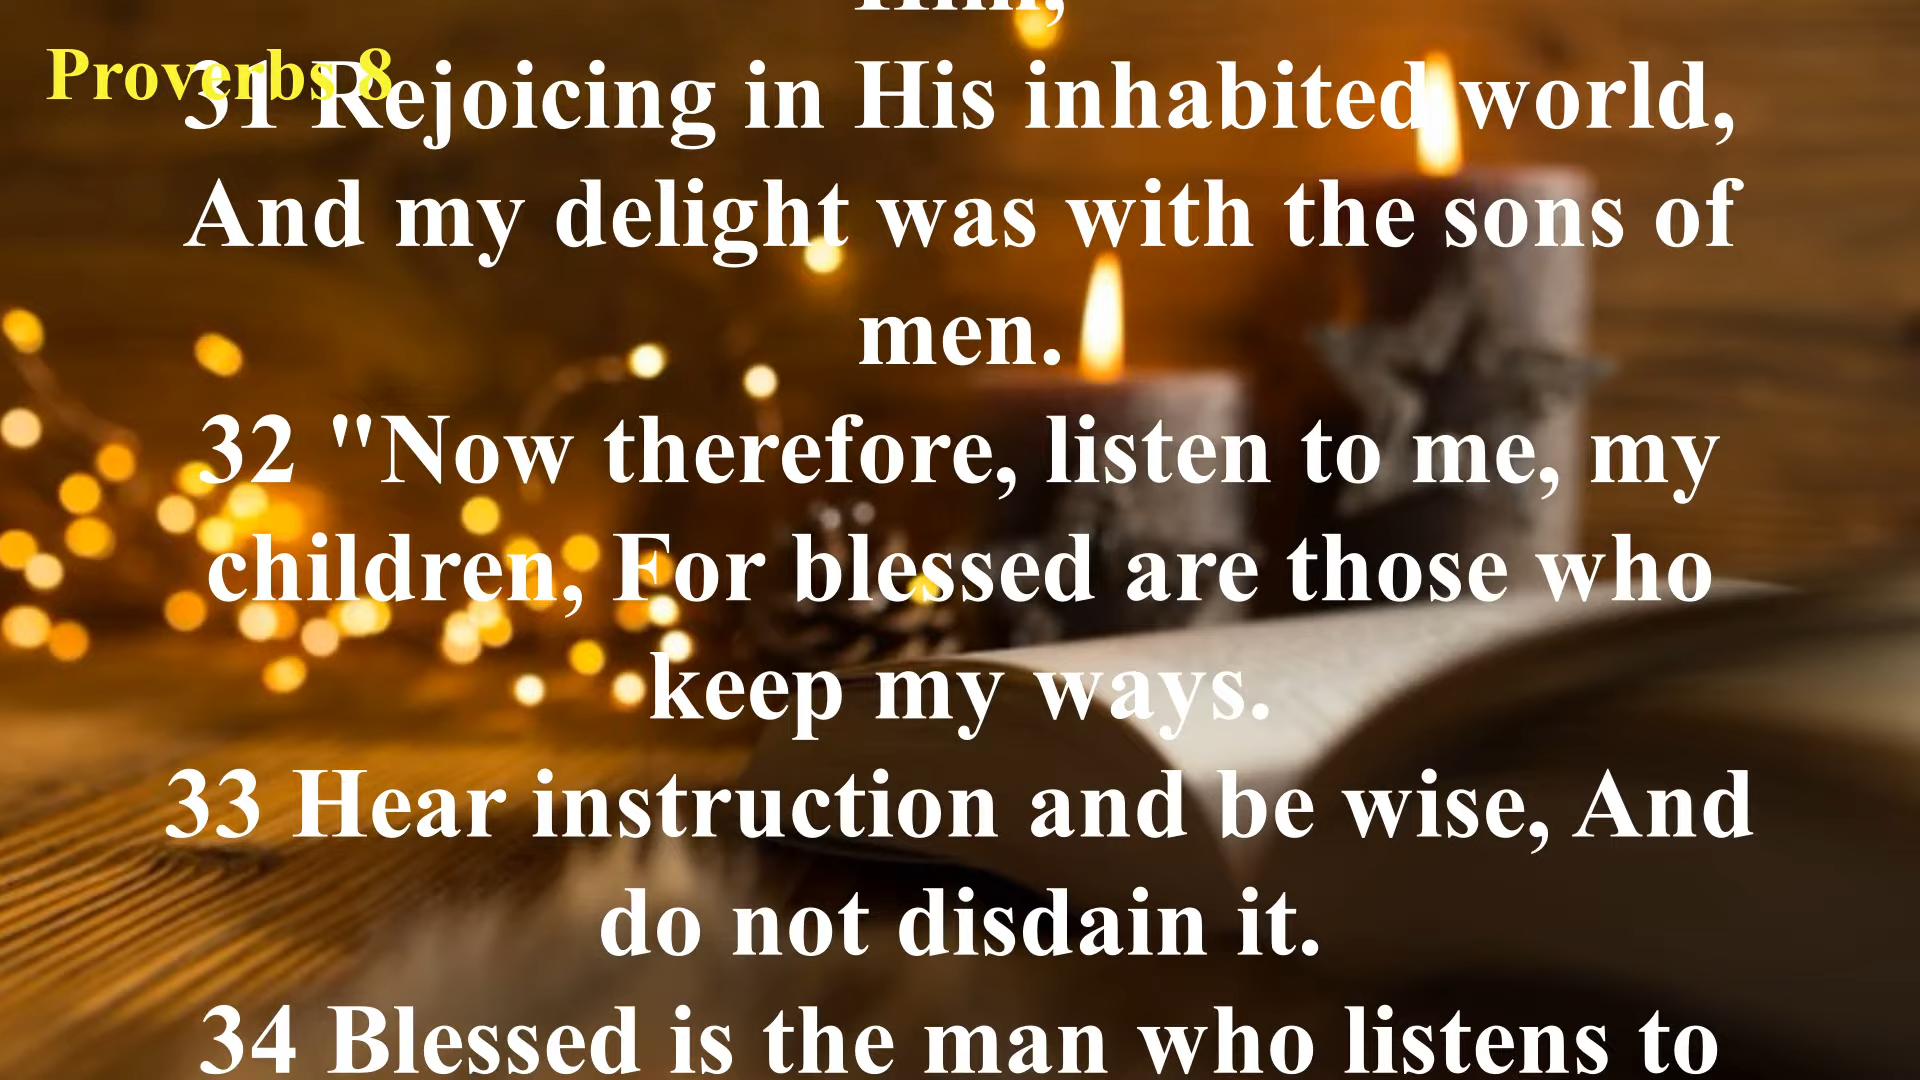 Him,
Proverbs 8
31 Rejoicing in His inhabited world,
And my delight was with the sons of
men.
32 "Now therefore, listen to me, my
children, For blessed are those who
keep my ways.
33 Hear instruction and be wise, And
do not disdain it.
34 Blessed is the man who listens to